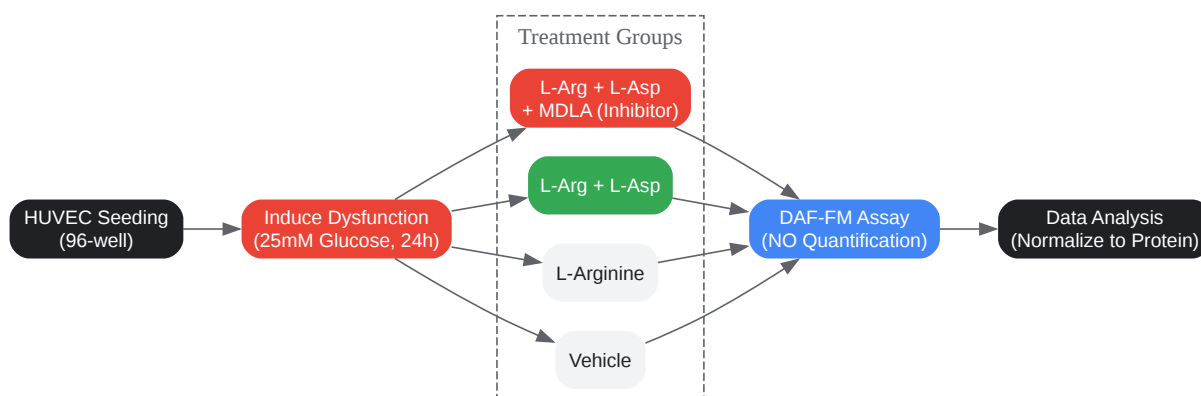 Treatment Groups
L-Arg + L-Asp
+ MDLA (Inhibitor)
L-Arg + L-Asp
HUVEC Seeding
(96-well)
Induce Dysfunction
(25mM Glucose, 24h)
DAF-FM Assay
(NO Quantification)
Data Analysis
(Normalize to Protein)
L-Arginine
Vehicle